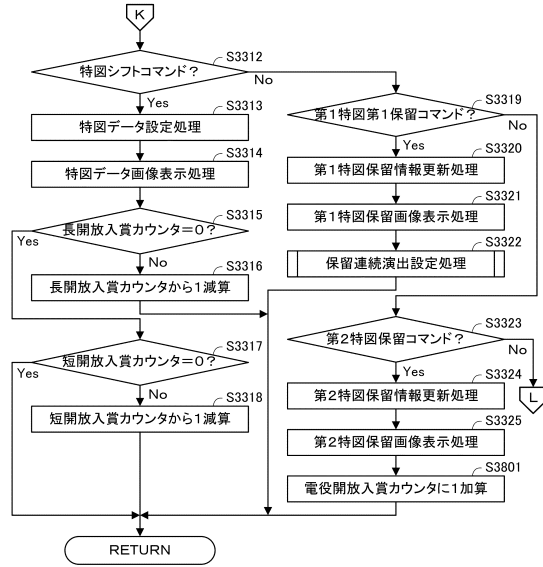 K
S3312
特図シフトコマンド？
No
Yes
S3313
特図データ設定処理
S3314
特図データ画像表示処理
S3315
長開放入賞カウンタ＝0？
Yes
No
S3316
長開放入賞カウンタから1減算
S3317
短開放入賞カウンタ＝0？
Yes
No
S3318
短開放入賞カウンタから1減算
RETURN
S3319
第1特図第1保留コマンド？
No
Yes
S3320
第1特図保留情報更新処理
S3321
第1特図保留画像表示処理
S3322
保留連続演出設定処理
S3323
第2特図保留コマンド？
No
Yes
L
S3324
第2特図保留情報更新処理
S3325
第2特図保留画像表示処理
S3801
電役開放入賞カウンタに1加算